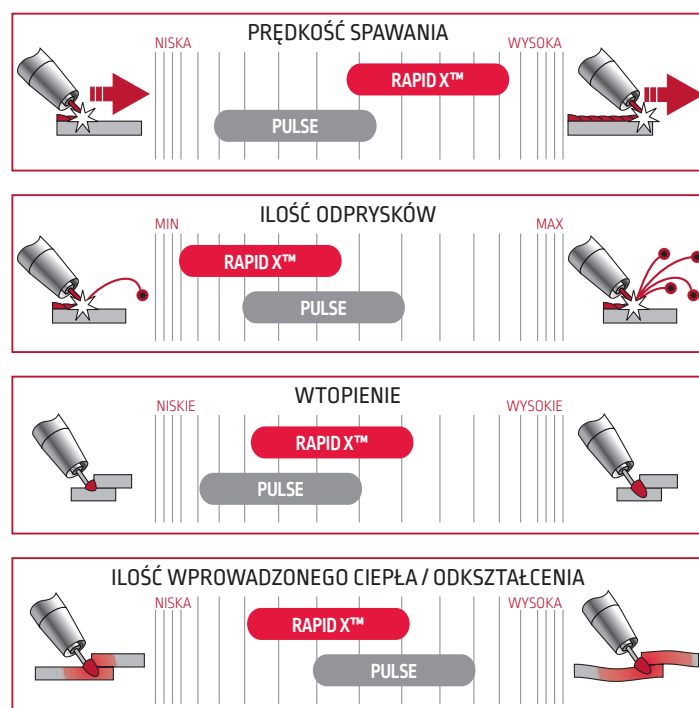 PRĘDKOŚĆ SPAWANIA
NISKA
WYSOKA
RAPID X™
PULSE
ILOŚĆ ODPRYSKÓW
MIN
MAX
RAPID X™
PULSE
WTOPIENIE
NISKIE
WYSOKIE
RAPID X™
PULSE
ILOŚĆ WPROWADZONEGO CIEPŁA / ODKSZTAŁCENIA
NISKA
WYSOKA
RAPID X™
PULSE